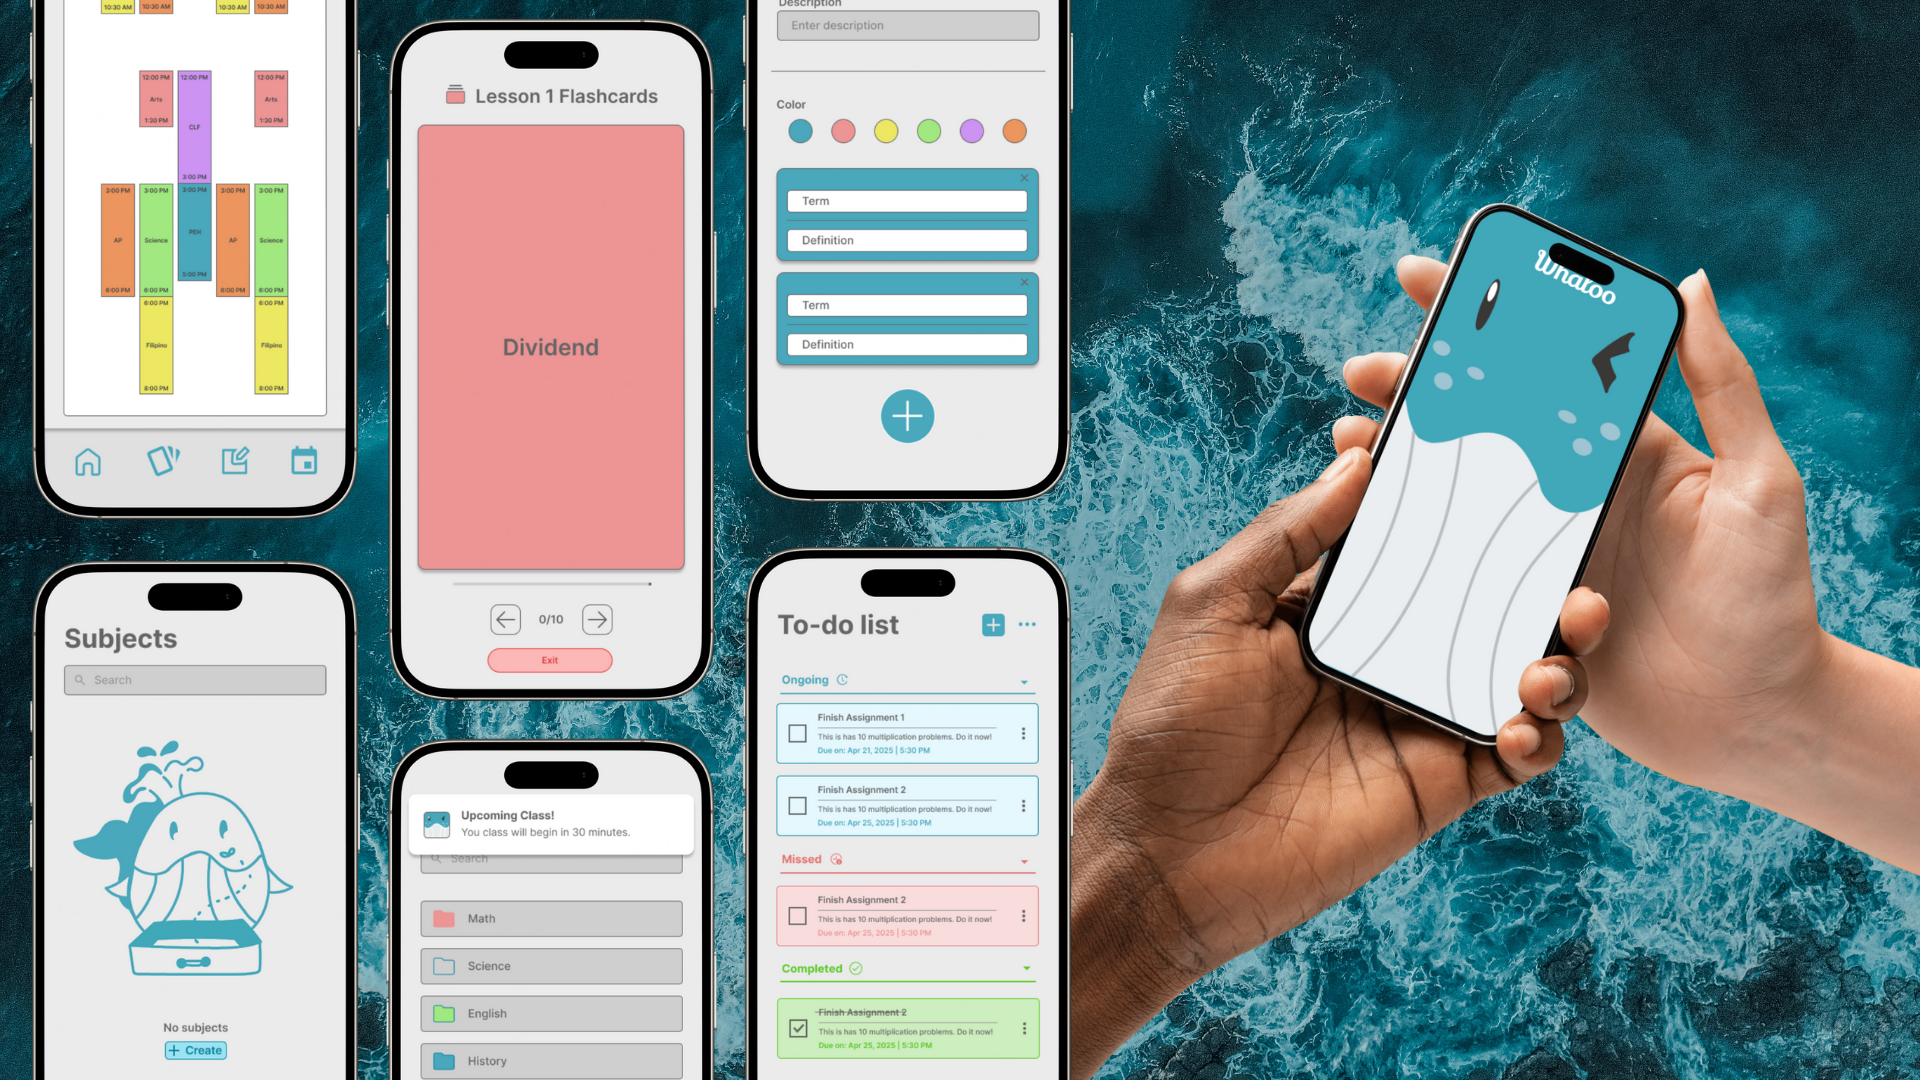 10:30 AM 10:30 AM 10:30 AM 10:30 AM
12:00 PM 12:00 PM 12:00 PM
Arts Arts
CLF
1:30 PM 1:30 PM
3:00 PM
3:00 PM 3:00 PM 3:00 PM 3:00 PM 3:00 PM
PEH
AP Science AP Science
5:00 PM
6:00 PM 6:00 PM 6:00 PM 6:00 PM
6:00 PM 6:00 PM
Filipino Filipino
8:00 PM 8:00 PM
Subjects
Search
No subjects
+ Create
Lesson 1 Flashcards
Dividend
0/10
Exit
Upcoming Class!
You class will begin in 30 minutes.
Search
Math
Science
English
History
Description
Enter description
Color
Term
Definition
Term
Definition
To-do list
Ongoing
Finish Assignment 1
This is has 10 multiplication problems. Do it now!
Due on: Apr 21, 2025 | 5:30 PM
Finish Assignment 2
This is has 10 multiplication problems. Do it now!
Due on: Apr 25, 2025 | 5:30 PM
Missed
Finish Assignment 2
This is has 10 multiplication problems. Do it now!
Due on: Apr 25, 2025 | 5:30 PM
Completed
Finish Assignment 2
This is has 10 multiplication problems. Do it now!
Due on: Apr 25, 2025 | 5:30 PM